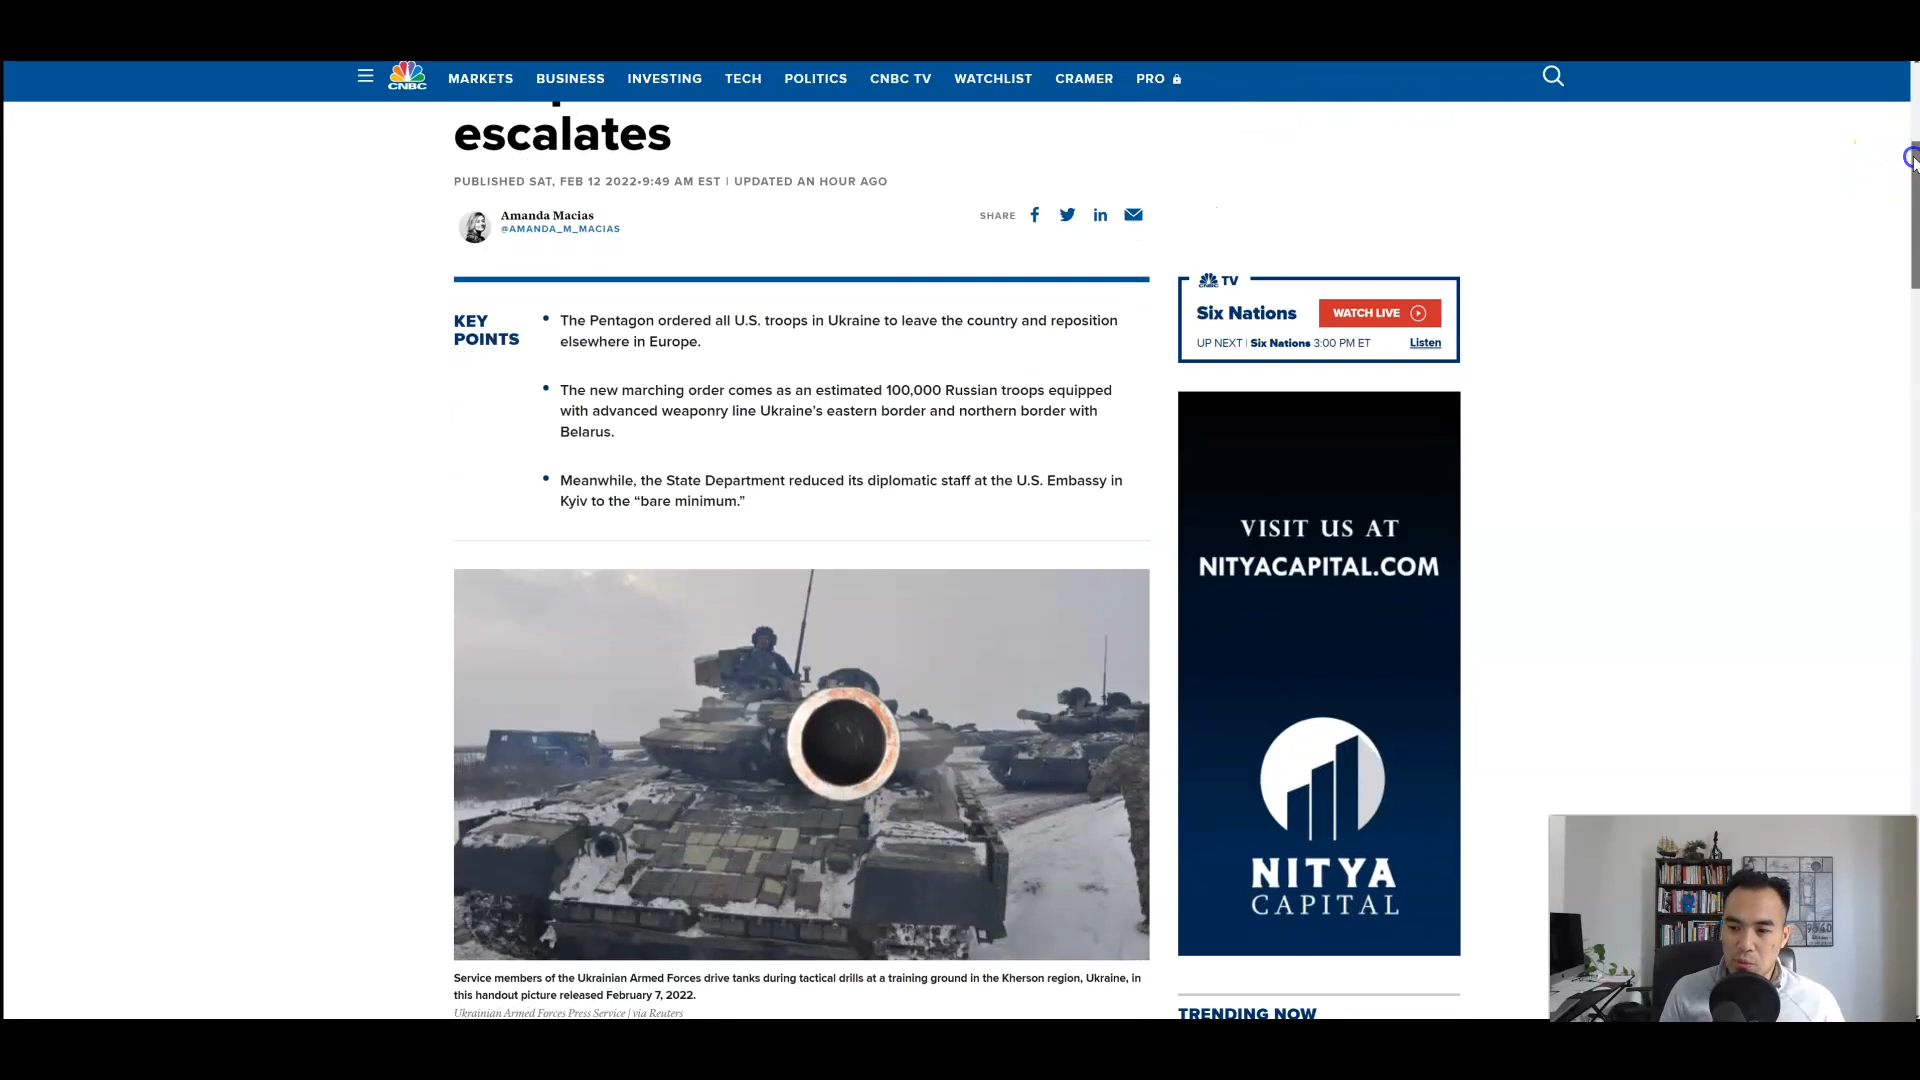 CNBC
MARKETS BUSINESS INVESTING TECH POLITICS CNBC TV WATCHLIST CRAMER PRO
escalates
PUBLISHED SAT, FEB 12 2022•9:49 AM EST | UPDATED AN HOUR AGO
Amanda Macias
@AMANDA_M_MACIAS
SHARE
KEY
POINTS
• The Pentagon ordered all U.S. troops in Ukraine to leave the country and reposition
elsewhere in Europe.
• The new marching order comes as an estimated 100,000 Russian troops equipped
with advanced weaponry line Ukraine’s eastern border and northern border with
Belarus.
• Meanwhile, the State Department reduced its diplomatic staff at the U.S. Embassy in
Kyiv to the “bare minimum.”
Service members of the Ukrainian Armed Forces drive tanks during tactical drills at a training ground in the Kherson region, Ukraine, in
this handout picture released February 7, 2022.
Ukrainian Armed Forces Press Service | via Reuters
CNBC TV
Six Nations WATCH LIVE
UP NEXT | Six Nations 3:00 PM ET Listen
VISIT US AT
NITYACAPITAL.COM
NITYA
CAPITAL
TRENDING NOW